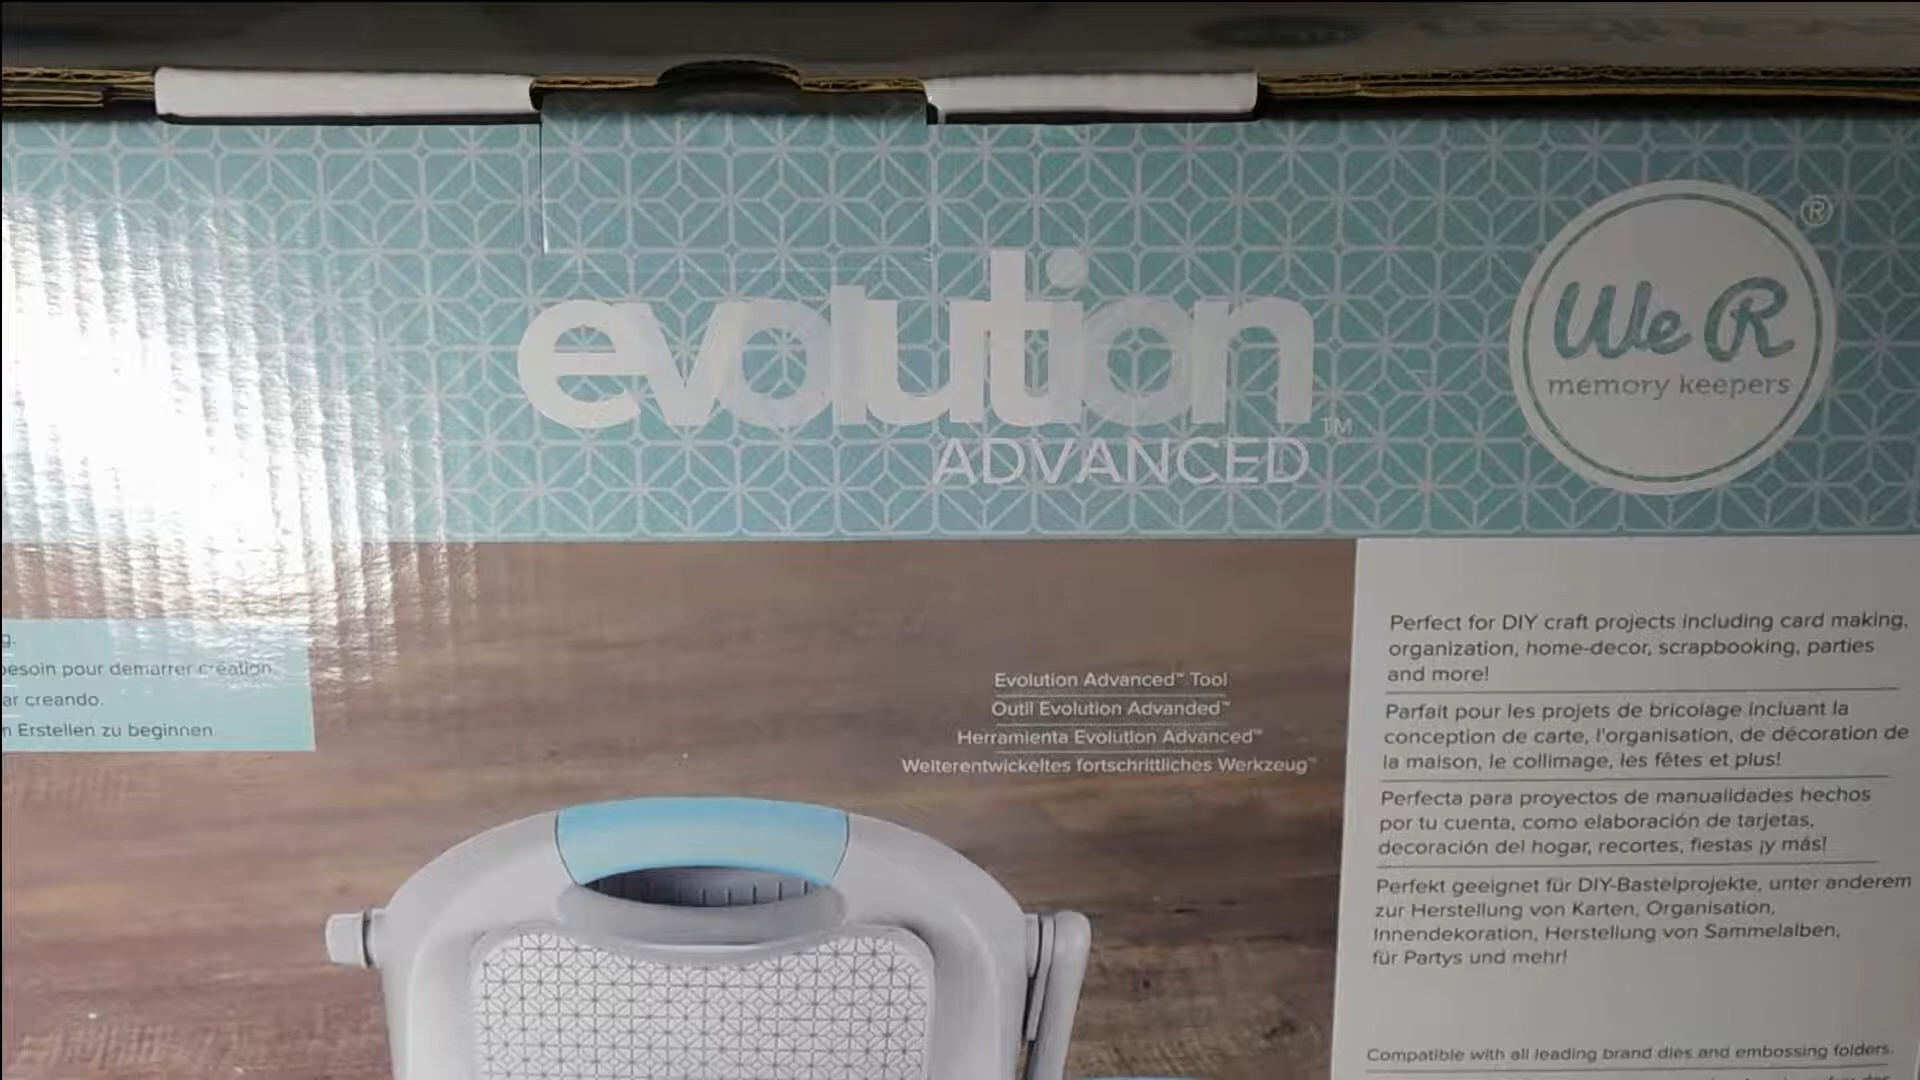 evolution™
ADVANCED
We R®
memory keepers
besoin pour demarrer création
ar creando.
Erstellen zu beginnen
Evolution Advanced™ Tool
Outil Evolution Advanded™
Herramienta Evolution Advanced™
Weiterentwickeltes fortschrittliches Werkzeug™
Perfect for DIY craft projects including card making,
organization, home-decor, scrapbooking, parties
and more!
Parfait pour les projets de bricolage incluant la
conception de carte, l'organisation, de décoration de
la maison, le collimage, les fêtes et plus!
Perfecta para proyectos de manualidades hechos
por tu cuenta, como elaboración de tarjetas,
decoración del hogar, recortes, fiestas ¡y más!
Perfekt geeignet für DIY-Bastelprojekte, unter anderem
zur Herstellung von Karten, Organisation,
Innendekoration, Herstellung von Sammelalben,
für Partys und mehr!
Compatible with all leading brand dies and embossing folders.